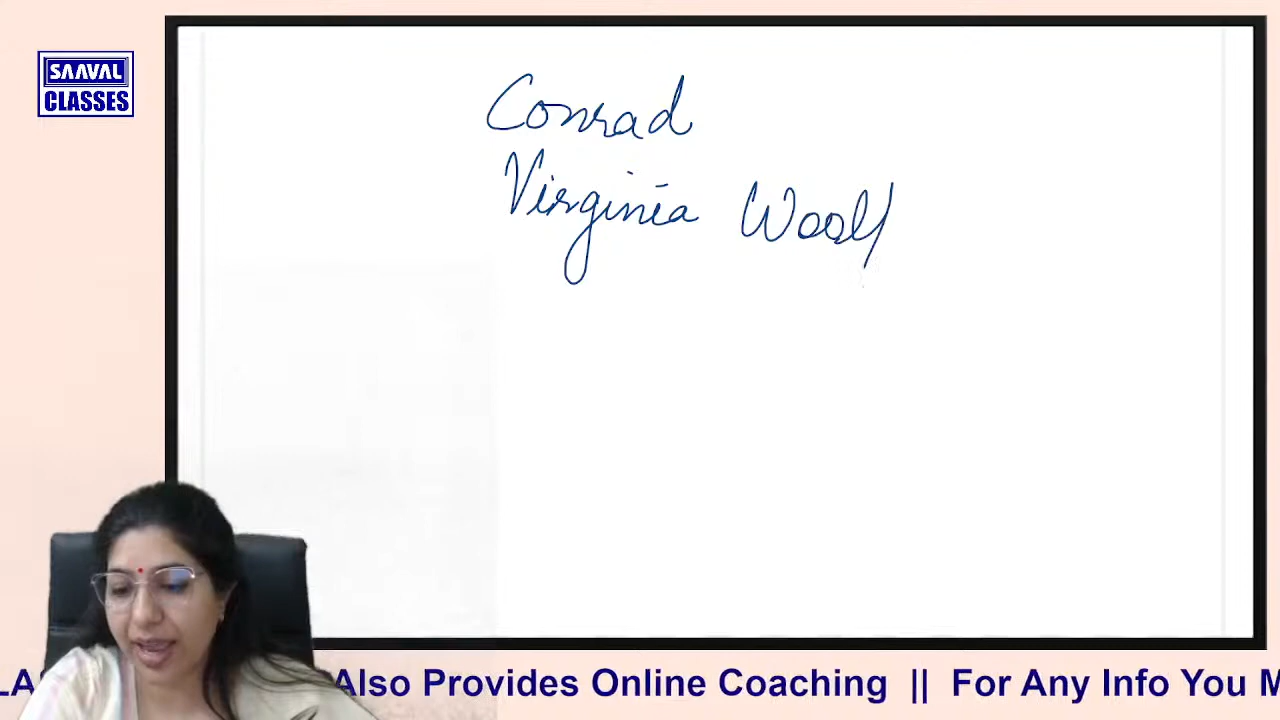 SAAVAL
CLASSES
Conrad
Virginia Woolf
Also Provides Online Coaching || For Any Info You